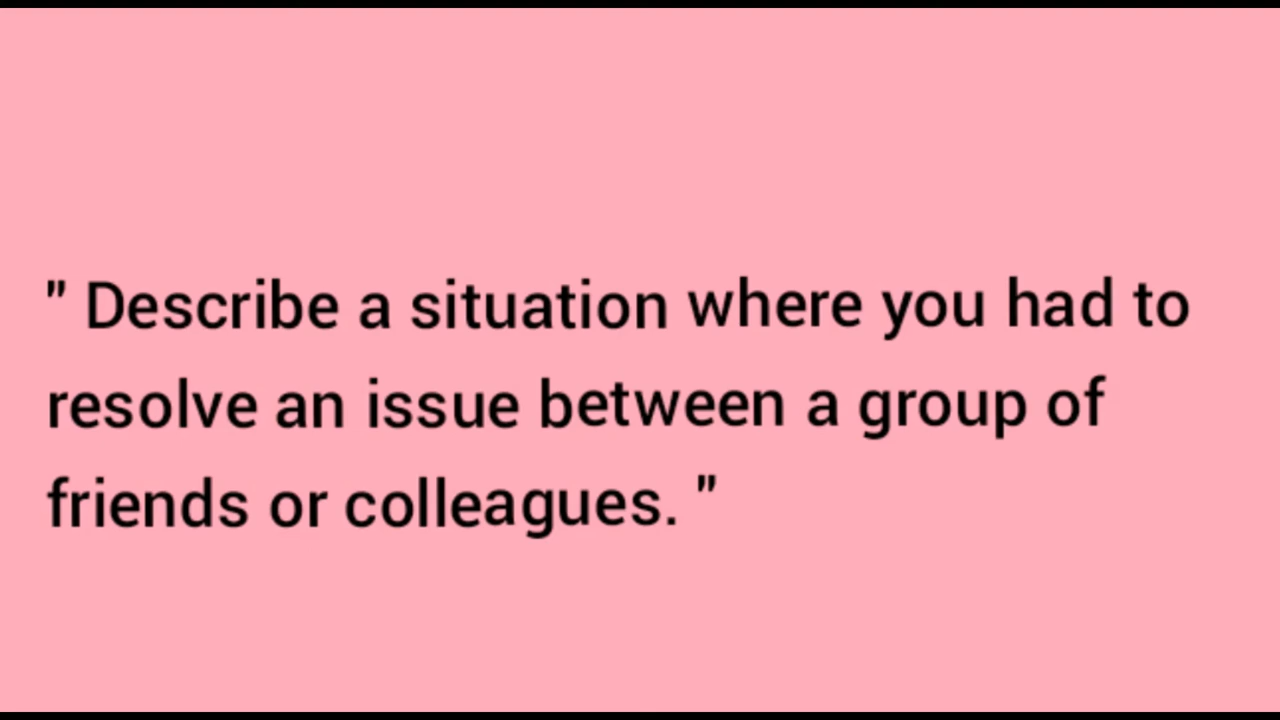 " Describe a situation where you had to
resolve an issue between a group of
friends or colleagues. "